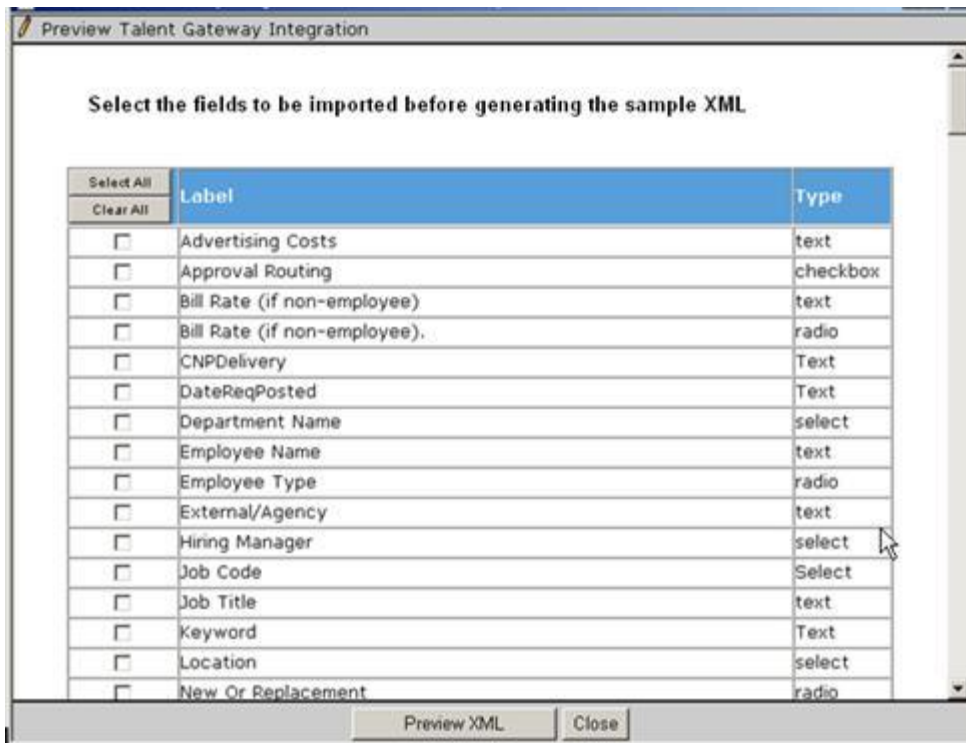 Preview Talent Gateway Integration
Select the fields to be imported before generating the sample XML
Select All
Clear All
Label Type
Advertising Costs text
Approval Routing checkbox
Bill Rate (if non-employee) text
Bill Rate (if non-employee). radio
CNPDelivery Text
DateReqPosted Text
Department Name select
Employee Name text
Employee Type radio
External/Agency text
Hiring Manager select
Job Code Select
Job Title text
Keyword Text
Location select
New Or Replacement radio
Preview XML Close